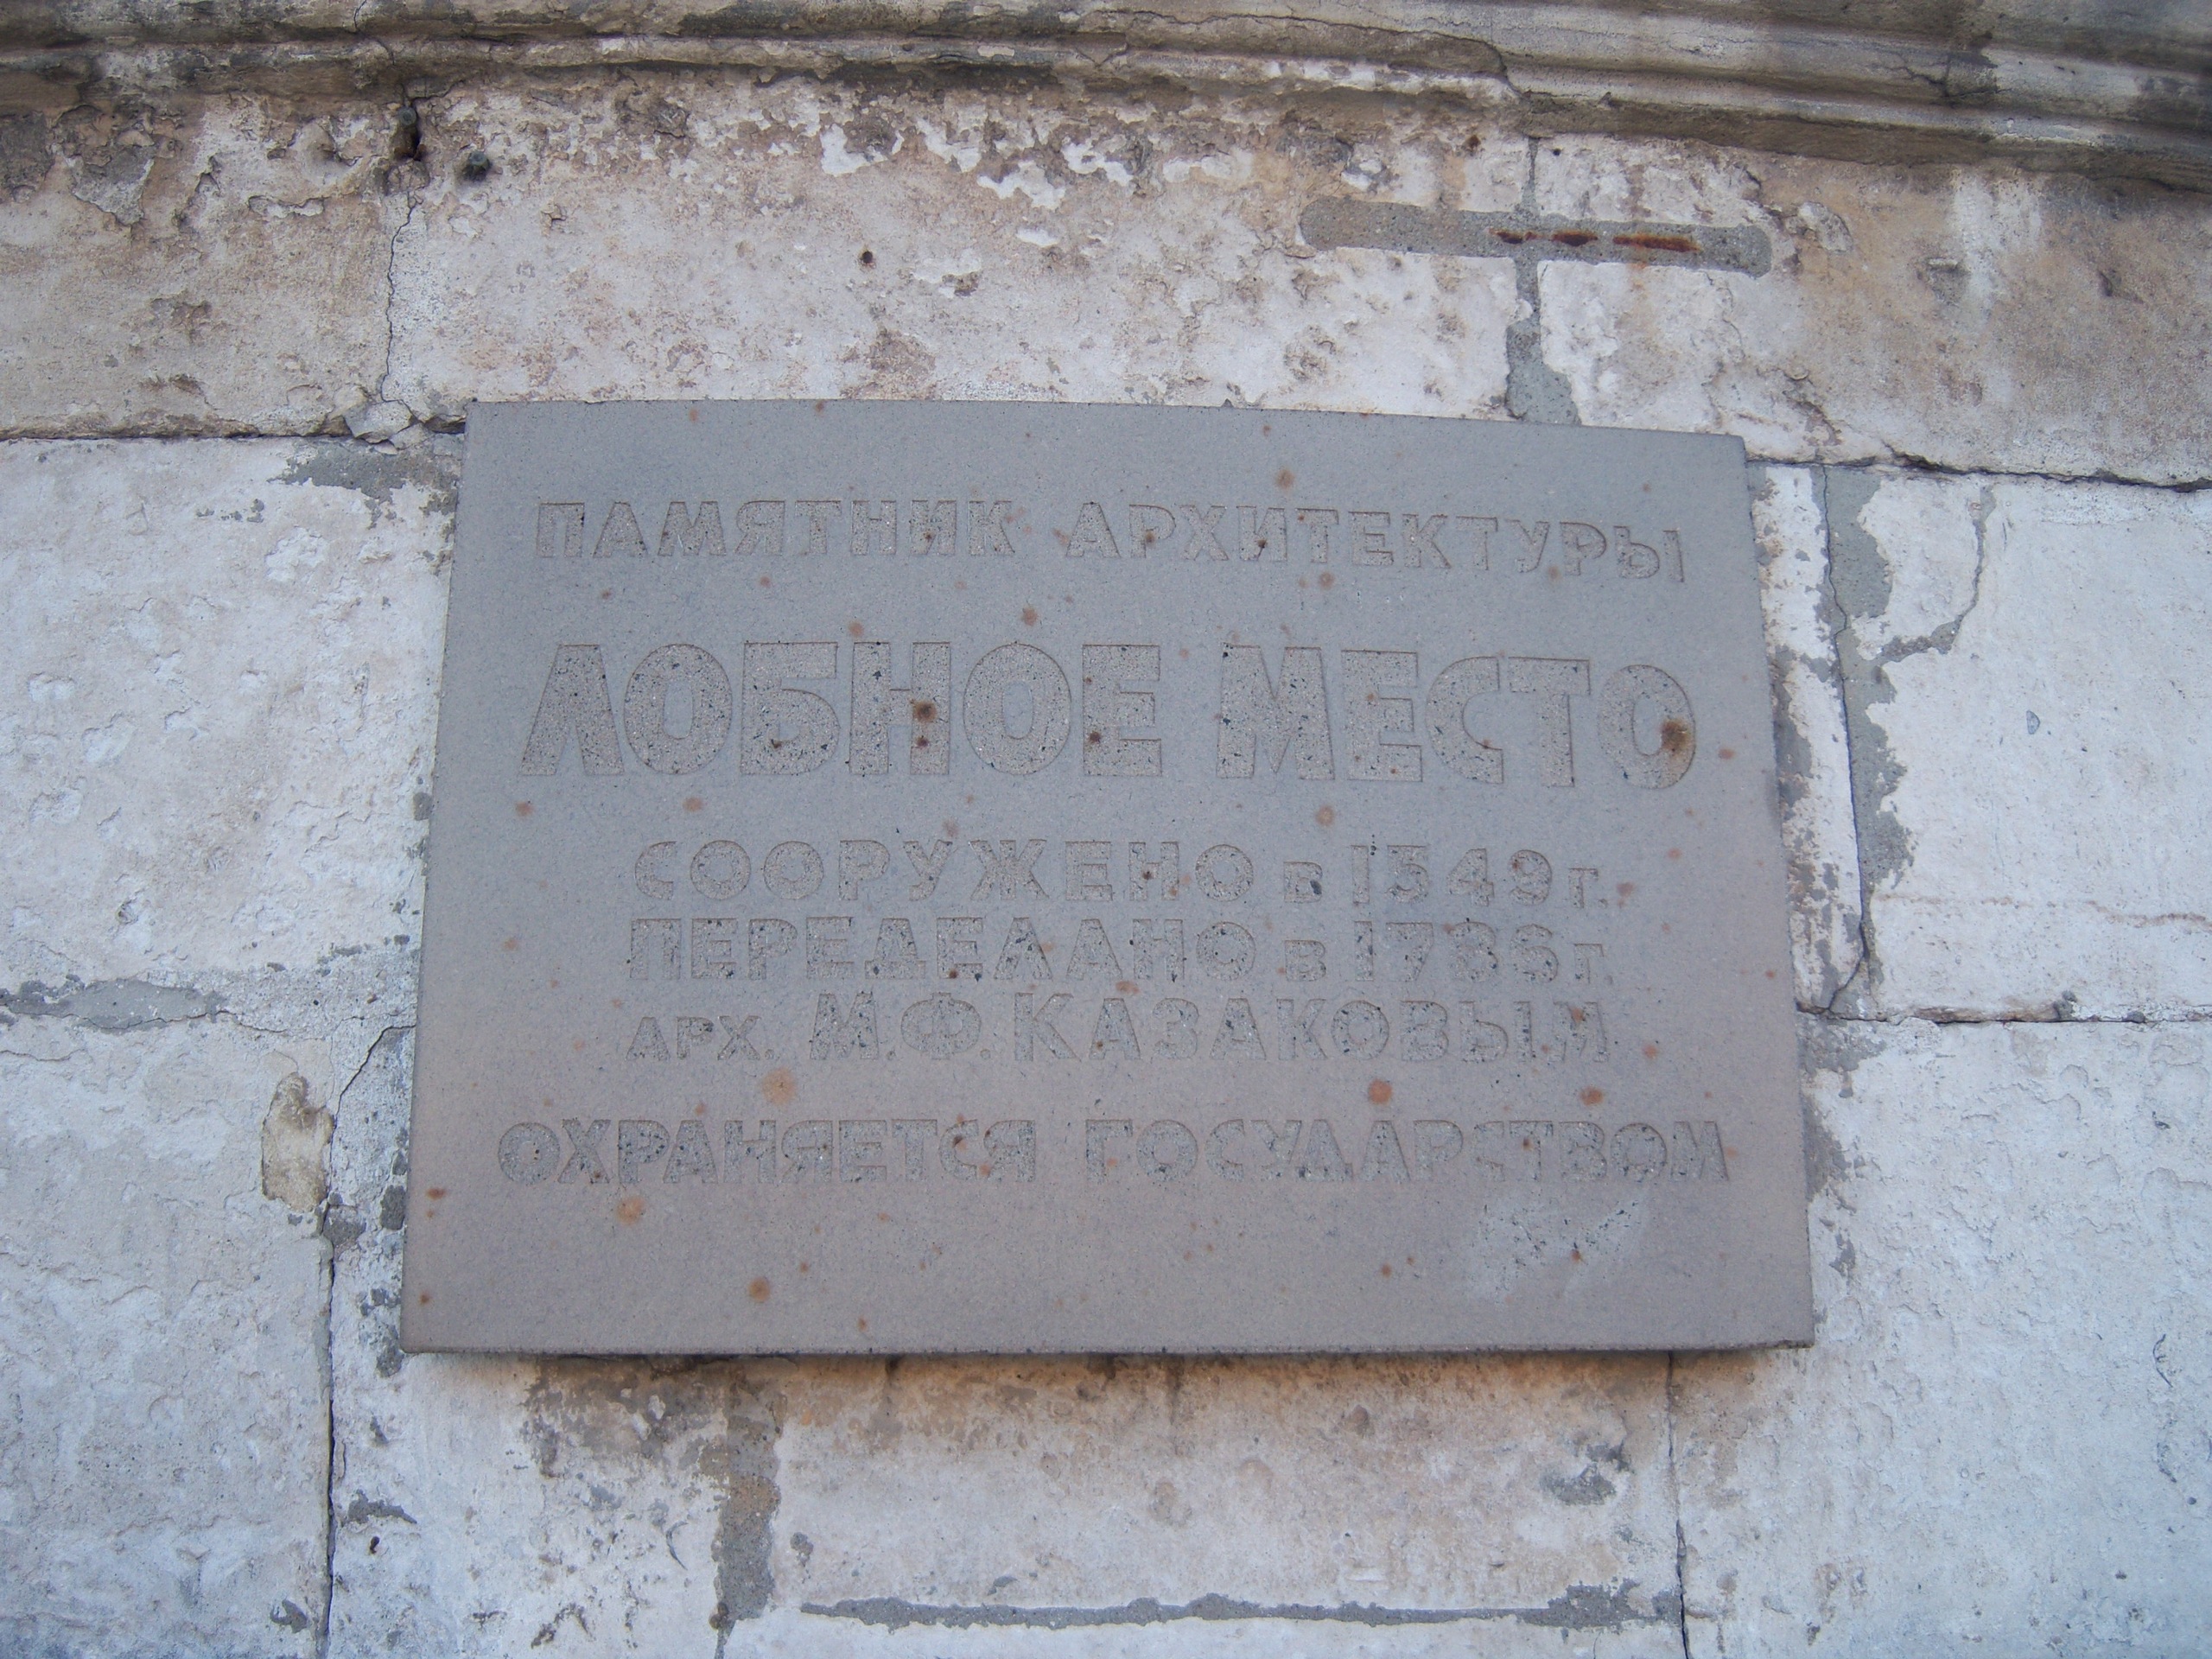 ПАМЯТНИК АРХИТЕКТУРЫ
ЛОБНОЕ МЕСТО
СООРУЖЕНО в 1549 г.
ПЕРЕДЕЛАНО в 1786 г.
АРХ. М.Ф. КАЗАКОВЫМ
ОХРАНЯЕТСЯ ГОСУДАРСТВОМ